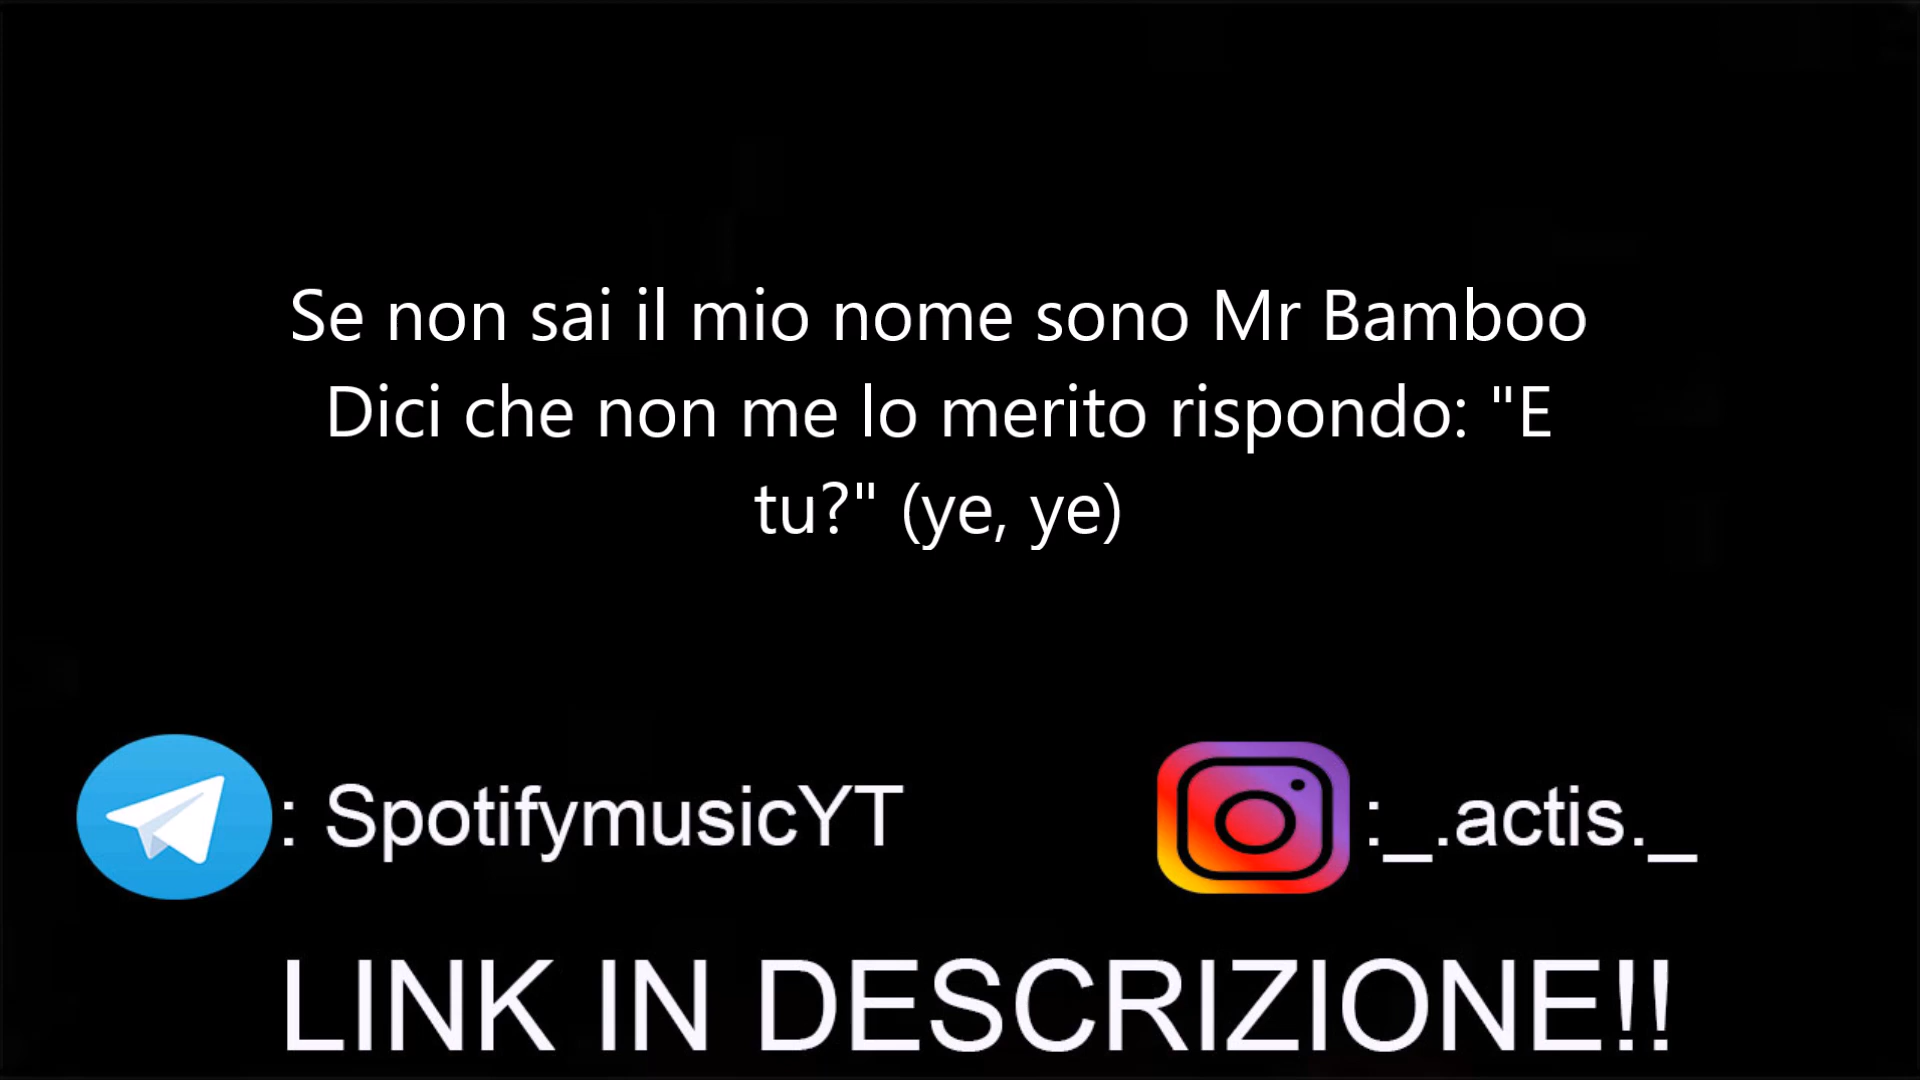 Se non sai il mio nome sono Mr Bamboo
Dici che non me lo merito rispondo: "E
tu?" (ye, ye)
: SpotifymusicYT
:_.actis._
LINK IN DESCRIZIONE!!